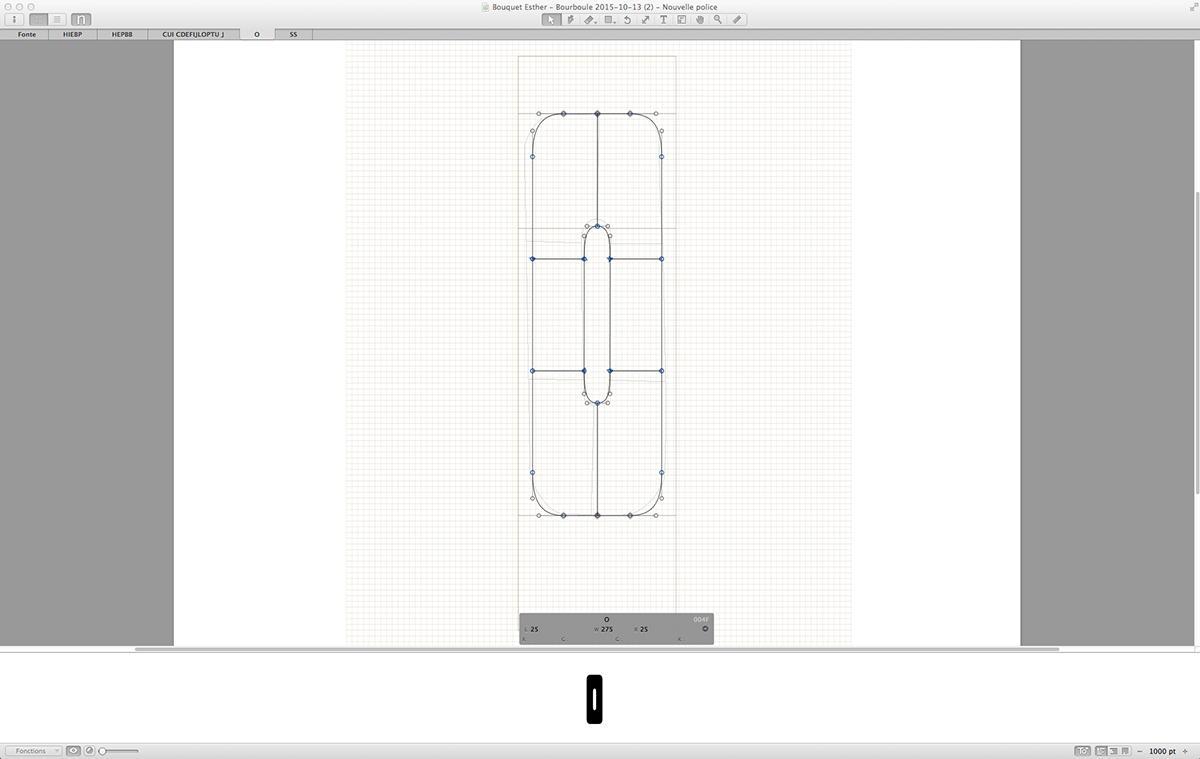 Bouquet Esther - Bourboule 2015-10-13 (2) - Nouvelle police
Fonte HIEBP HEPBB CUI CDEFIJLOPTU J O SS
O 004F
L 25 W 275 R 25
K G G K
Fonctions 1000 pt